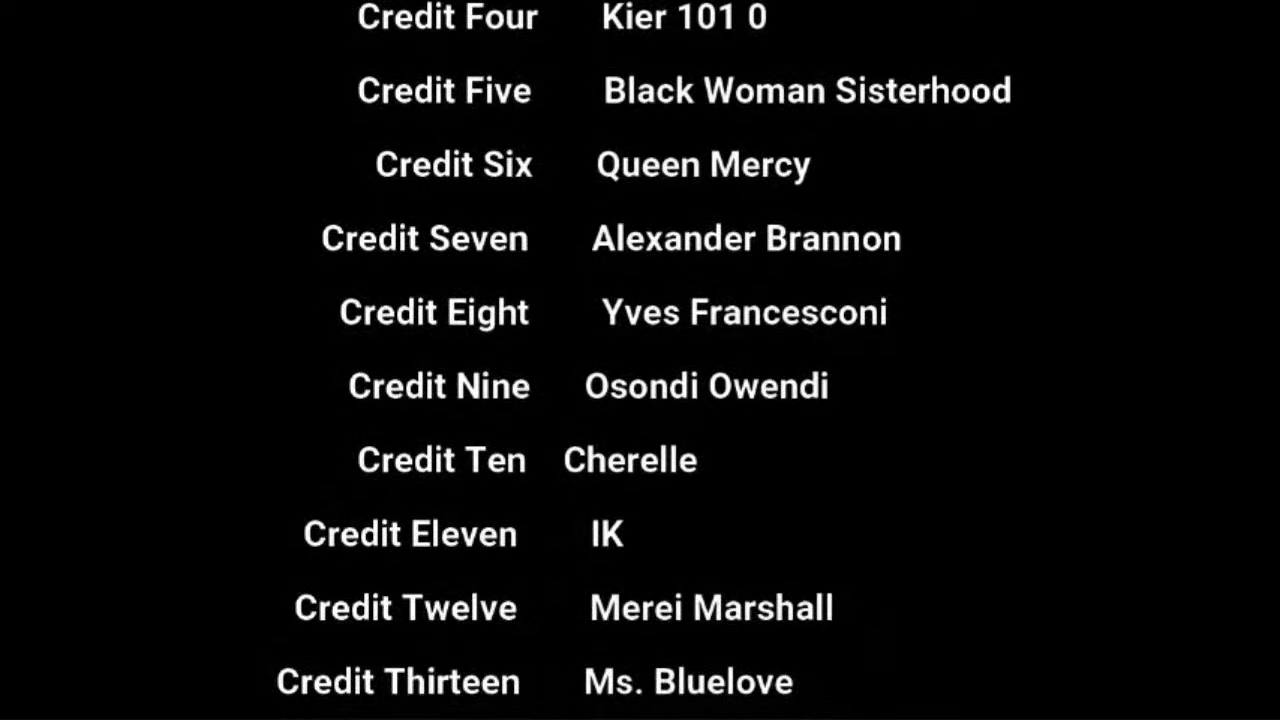 Credit Four Kier 101 0
Credit Five Black Woman Sisterhood
Credit Six Queen Mercy
Credit Seven Alexander Brannon
Credit Eight Yves Francesconi
Credit Nine Osondi Owendi
Credit Ten Cherelle
Credit Eleven IK
Credit Twelve Merei Marshall
Credit Thirteen Ms. Bluelove